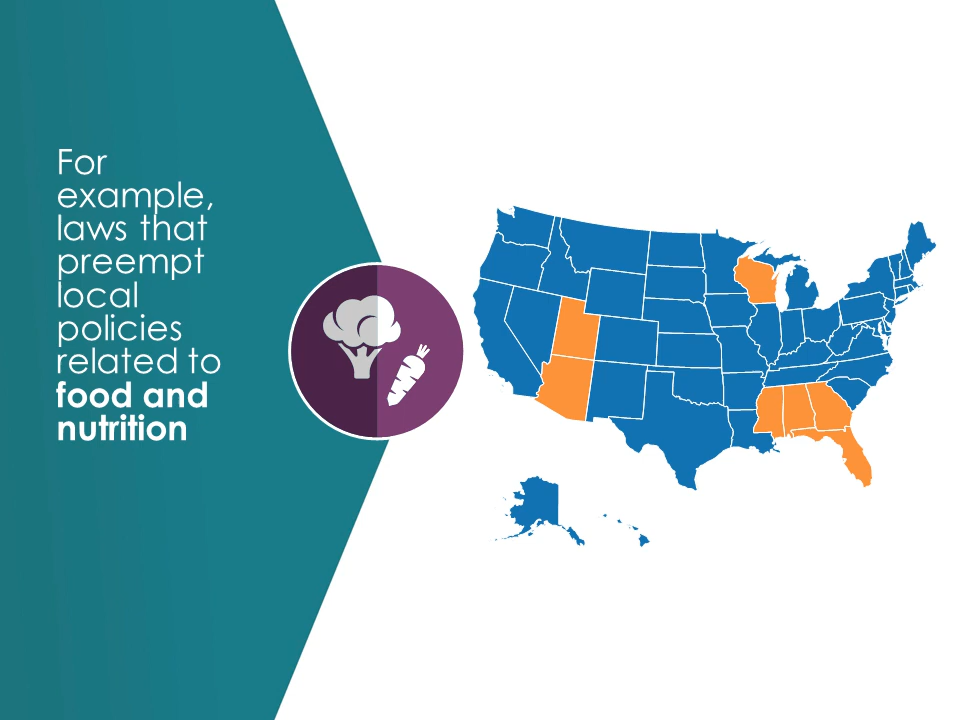 For
example,
laws that
preempt
local
policies
related to
food and
nutrition